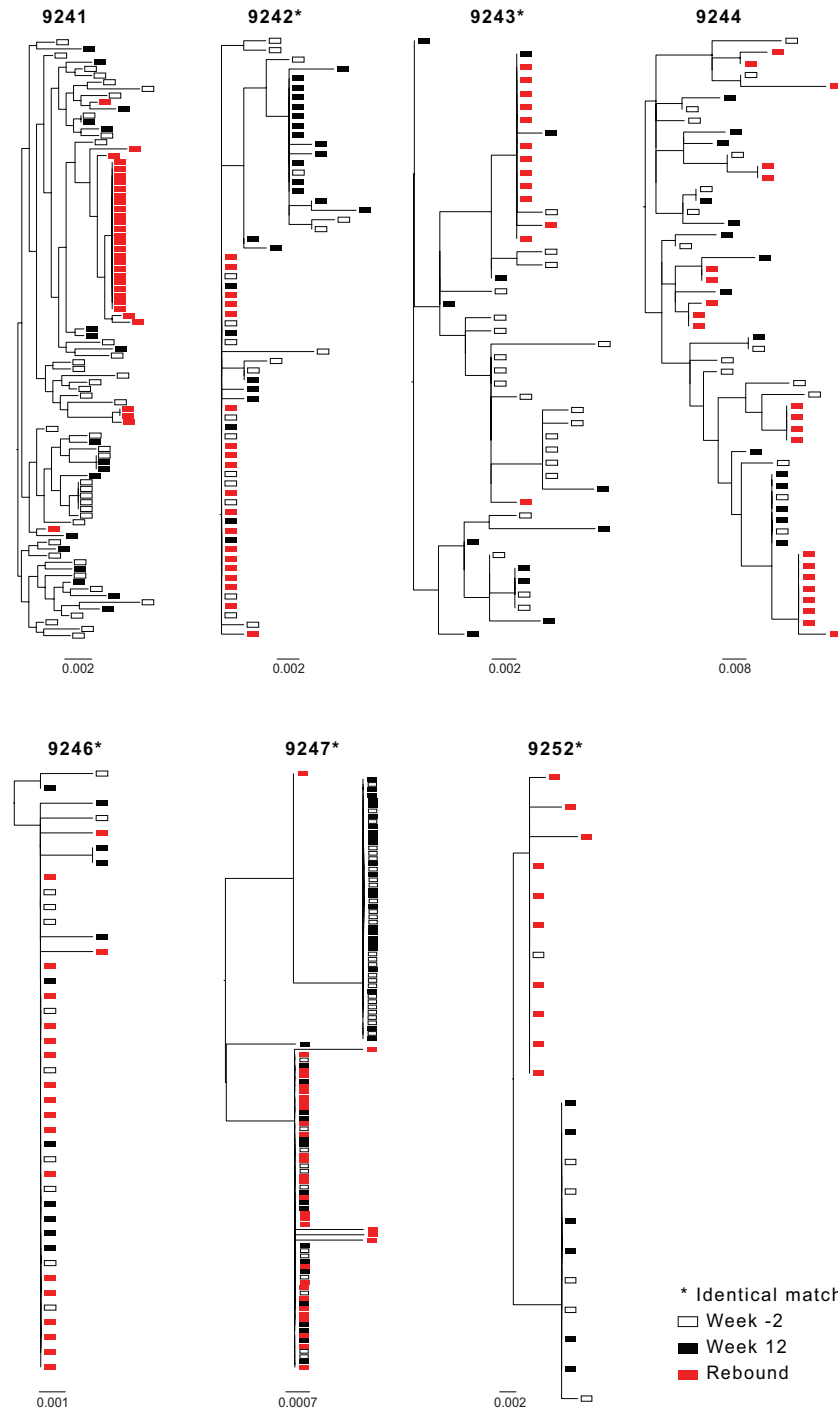 9241 9242* 9243* 9244
0.002 0.002 0.002 0.008
9246* 9247* 9252*
* Identical match
Week -2
Week 12
Rebound
0.001 0.0007 0.002